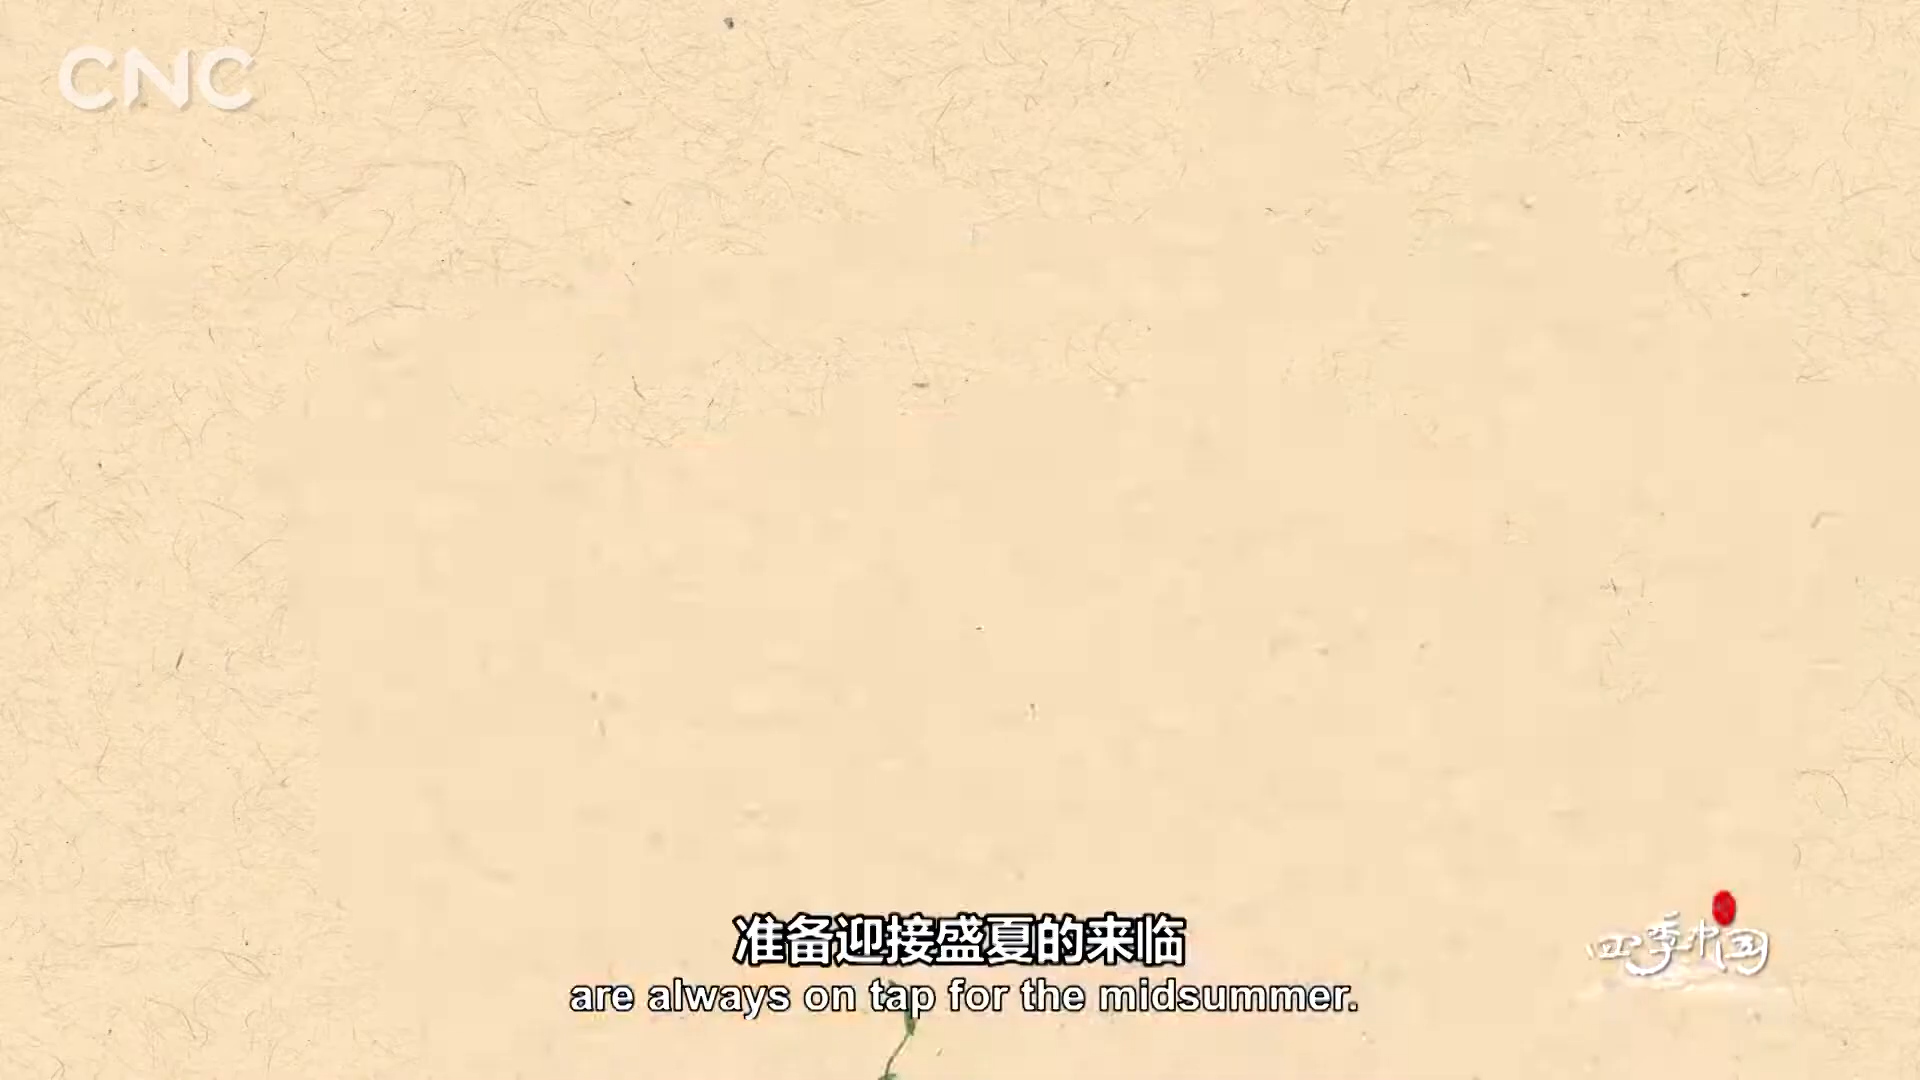 CNC
准备迎接盛夏的来临
are always on tap for the midsummer.
四季中国